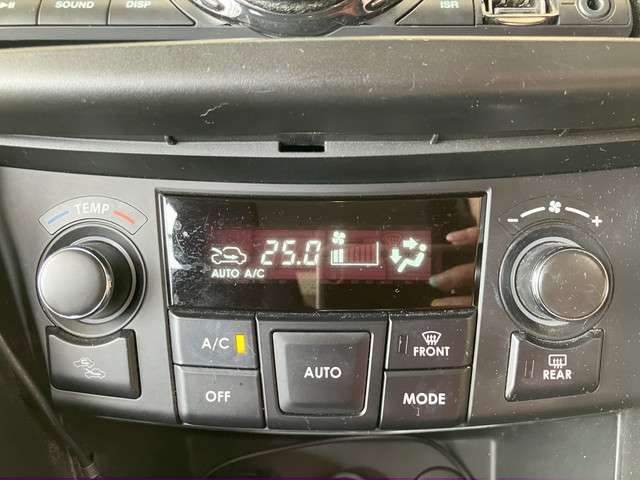 SOUND DISP ISR
TEMP - +
25.0
AUTO A/C
A/C FRONT
AUTO
OFF MODE REAR